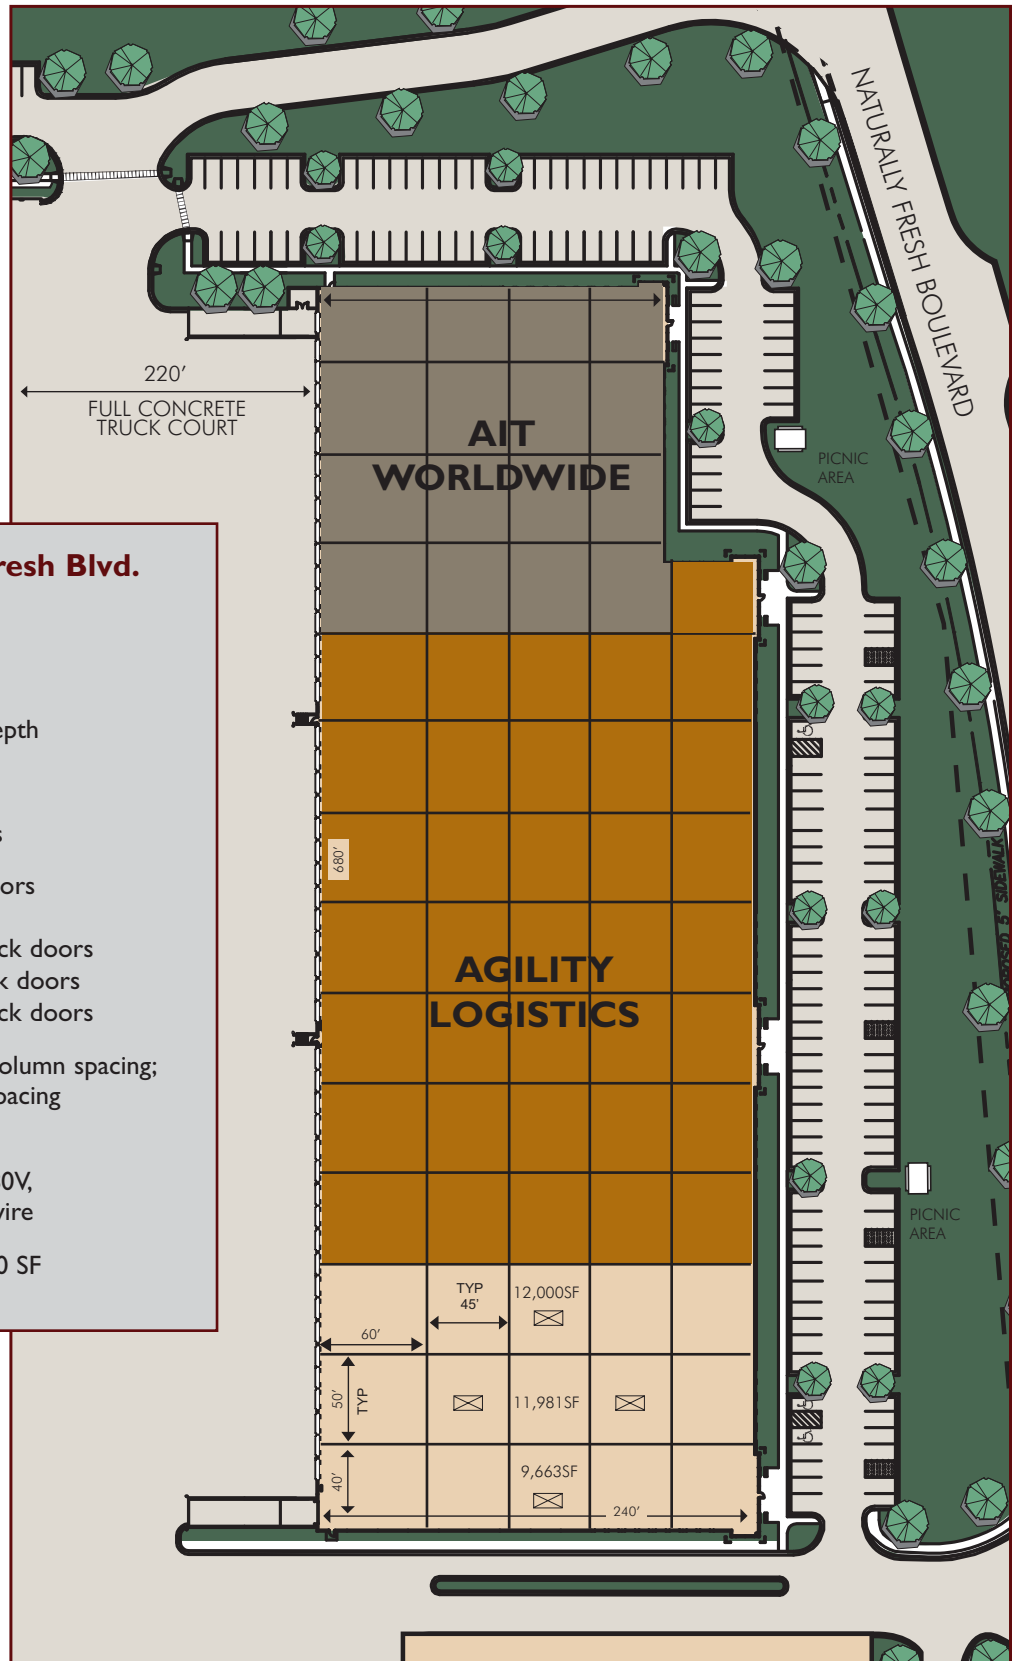 NATURALLY FRESH BOULEVARD
220'
FULL CONCRETE
TRUCK COURT
AIT
WORLDWIDE
PICNIC
AREA
resh Blvd.
epth
s
ors
ck doors
k doors
ck doors
olumn spacing;
pacing
0V,
vire
0 SF
680'
AGILITY
LOGISTICS
5' SIDEWALK
PICNIC
AREA
TYP
45'
12,000SF
60'
50'
TYP
11,981SF
40'
9,663SF
240'